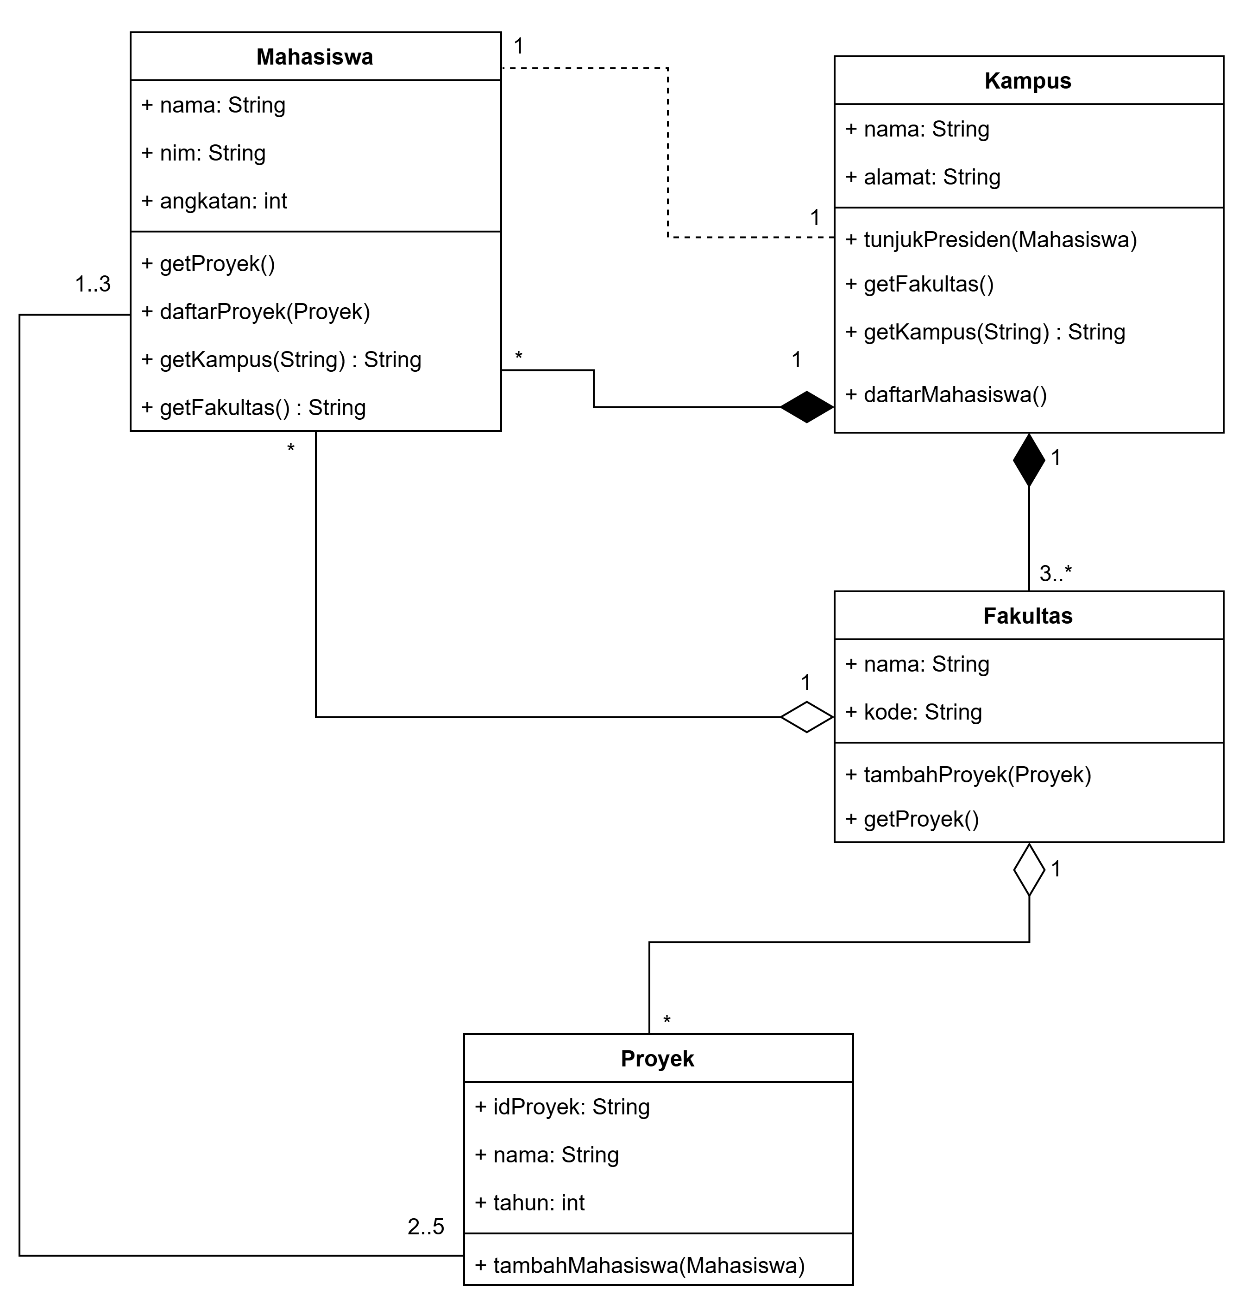 Mahasiswa
+ nama: String
+ nim: String
+ angkatan: int
+ getProyek()
+ daftarProyek(Proyek)
+ getKampus(String) : String
+ getFakultas() : String
1
1
Kampus
+ nama: String
+ alamat: String
+ tunjukPresiden(Mahasiswa)
+ getFakultas()
+ getKampus(String) : String
+ daftarMahasiswa()
1..3
*
1
*
1
3..*
Fakultas
+ nama: String
+ kode: String
+ tambahProyek(Proyek)
+ getProyek()
1
1
*
Proyek
+ idProyek: String
+ nama: String
+ tahun: int
+ tambahMahasiswa(Mahasiswa)
2..5